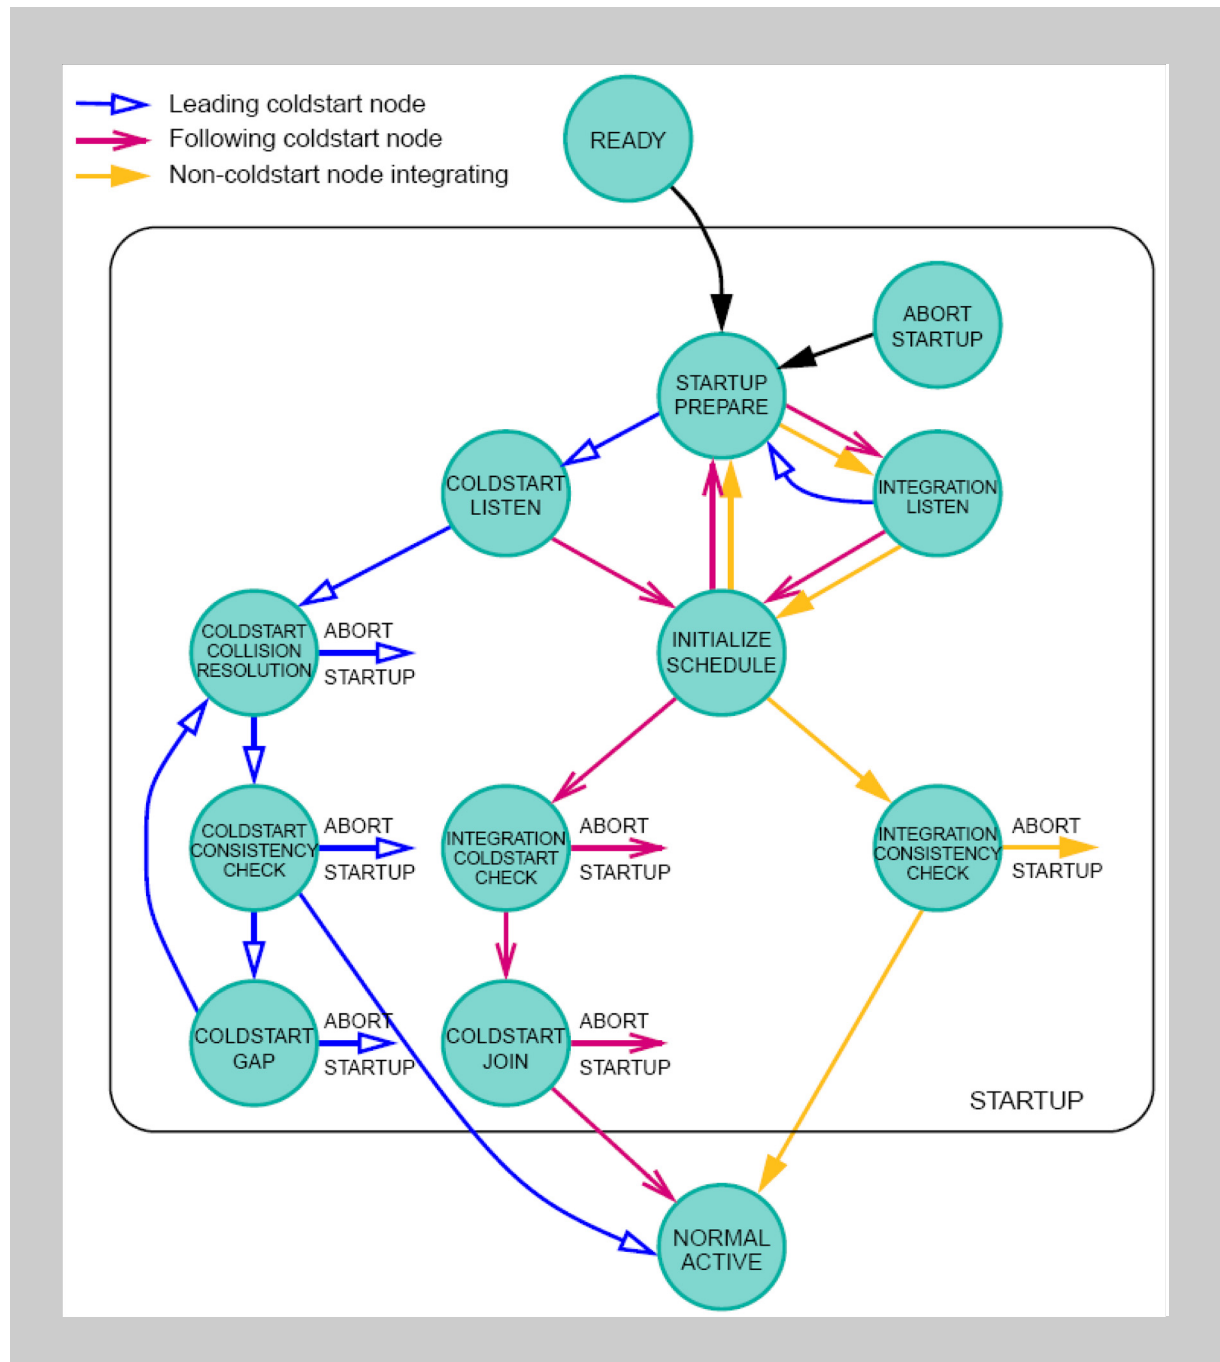 Leading coldstart node
Following coldstart node
Non-coldstart node integrating
READY
ABORT
STARTUP
STARTUP
PREPARE
COLDSTART
LISTEN
INTEGRATION
LISTEN
COLDSTART
COLLISION
RESOLUTION
ABORT
STARTUP
INITIALIZE
SCHEDULE
COLDSTART
CONSISTENCY
CHECK
ABORT
STARTUP
INTEGRATION
COLDSTART
CHECK
ABORT
STARTUP
INTEGRATION
CONSISTENCY
CHECK
ABORT
STARTUP
COLDSTART
GAP
ABORT
STARTUP
COLDSTART
JOIN
ABORT
STARTUP
STARTUP
NORMAL
ACTIVE